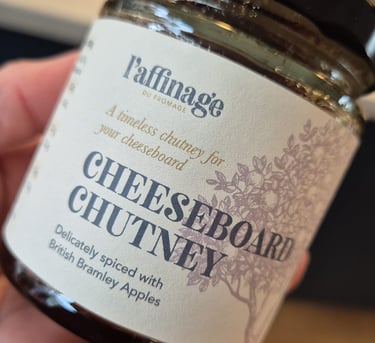 l'affinage
DU FROMAGE
A timeless chutney for
your cheeseboard
CHEESEBOARD
CHUTNEY
Delicately spiced with
British Bramley Apples